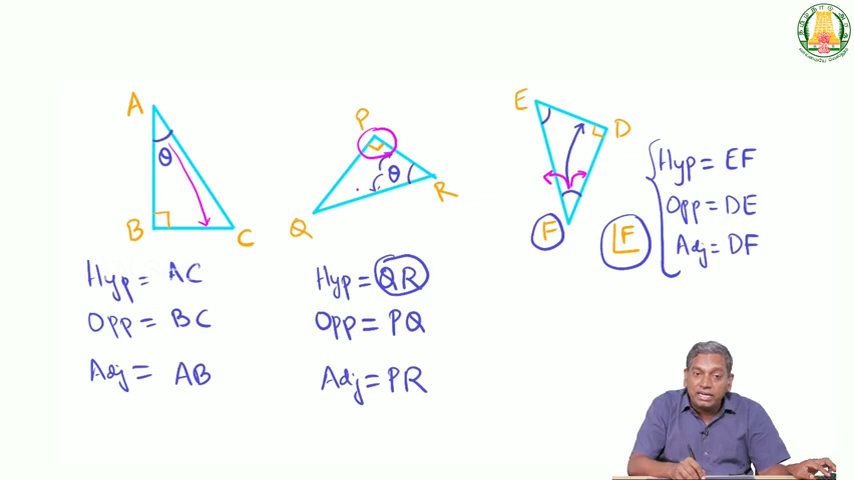 A
θ
B
C
Hyp = AC
Opp = BC
Adj = AB
P
θ
Q
R
Hyp = QR
Opp = PQ
Adj = PR
E
D
F
∟F
Hyp = EF
Opp = DE
Adj = DF